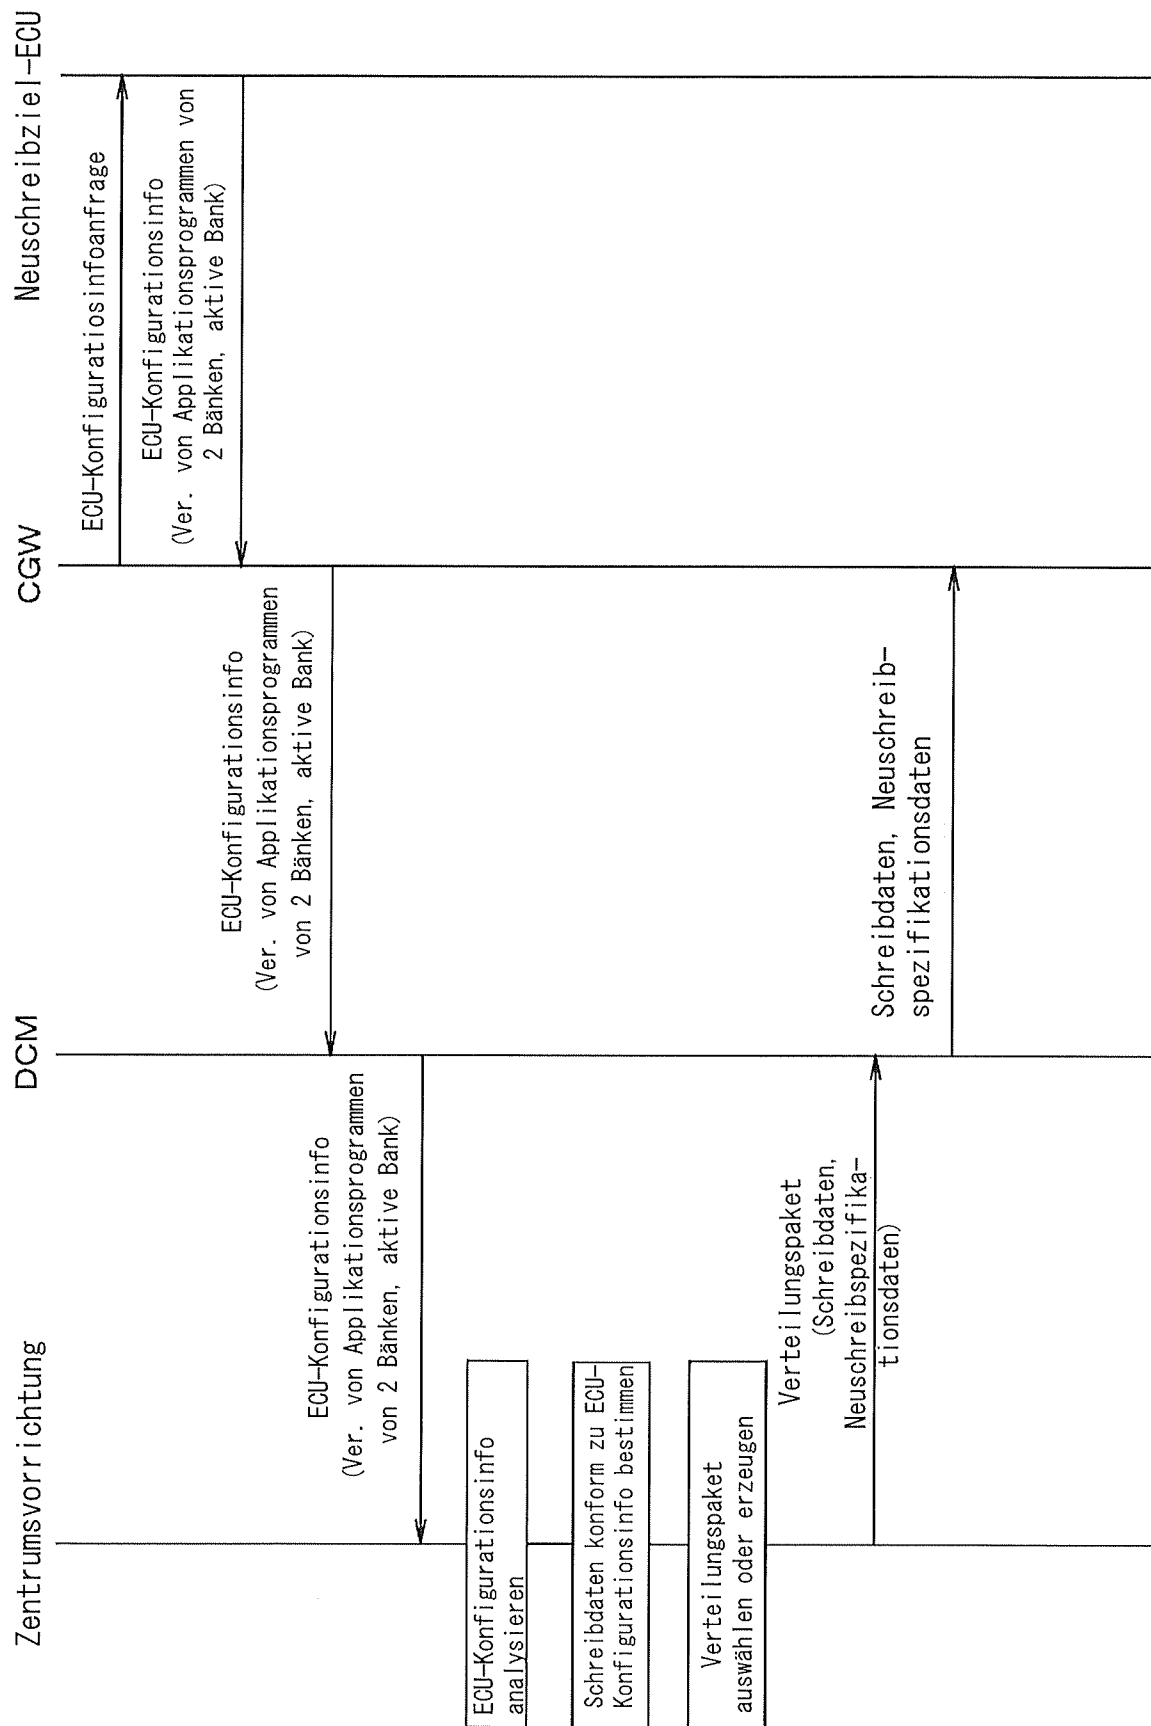 Zentrumsvorrichtung
DCM
CGW
Neuschreibziel-ECU
ECU-Konfiguratiosinfoanfrage
ECU-Konfigurationsinfo
(Ver. von Applikationsprogrammen von
2 Bänken, aktive Bank)
ECU-Konfigurationsinfo
(Ver. von Applikationsprogrammen
von 2 Bänken, aktive Bank)
ECU-Konfigurationsinfo
(Ver. von Applikationsprogrammen
von 2 Bänken, aktive Bank)
ECU-Konfigurationsinfo
analysieren
Schreibdaten konform zu ECU-
Konfigurationsinfo bestimmen
Verteilungspaket
auswählen oder erzeugen
Verteilungspaket
(Schreibdaten,
Neuschreibspezifika-
tionsdaten)
Schreibdaten, Neuschreib-
spezifikationsdaten